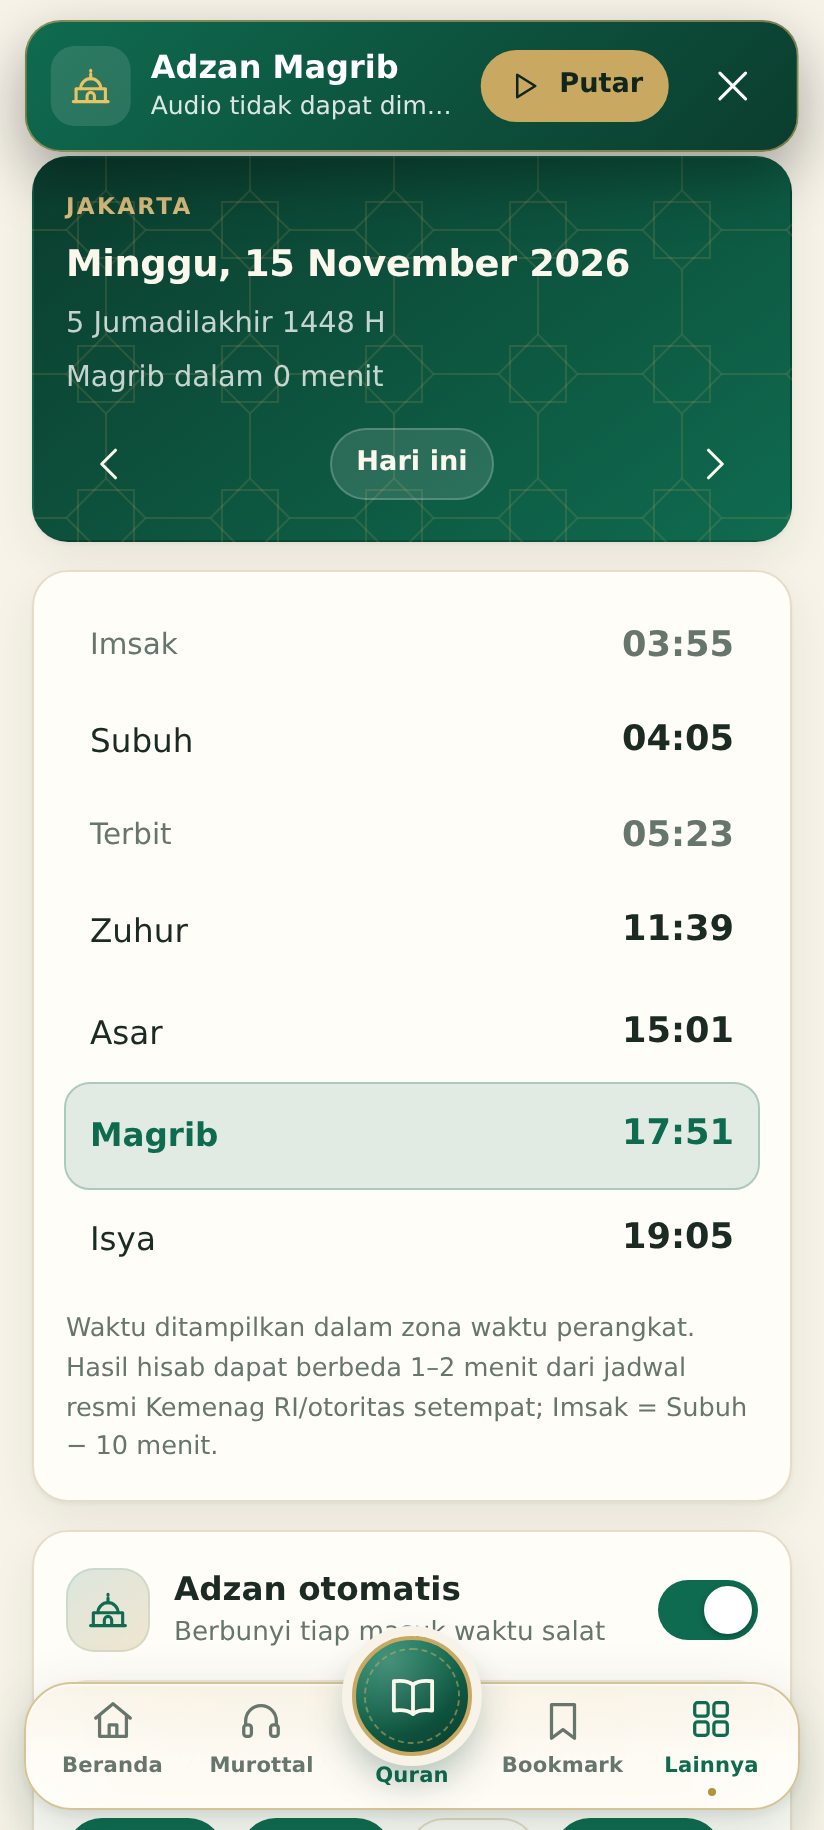 Adzan Magrib
Audio tidak dapat dim…
Putar
JAKARTA
Minggu, 15 November 2026
5 Jumadilakhir 1448 H
Magrib dalam 0 menit
Hari ini
Imsak 03:55
Subuh 04:05
Terbit 05:23
Zuhur 11:39
Asar 15:01
Magrib 17:51
Isya 19:05
Waktu ditampilkan dalam zona waktu perangkat.
Hasil hisab dapat berbeda 1–2 menit dari jadwal
resmi Kemenag RI/otoritas setempat; Imsak = Subuh
− 10 menit.
Adzan otomatis
Berbunyi tiap masuk waktu salat
Beranda
Murottal
Quran
Bookmark
Lainnya